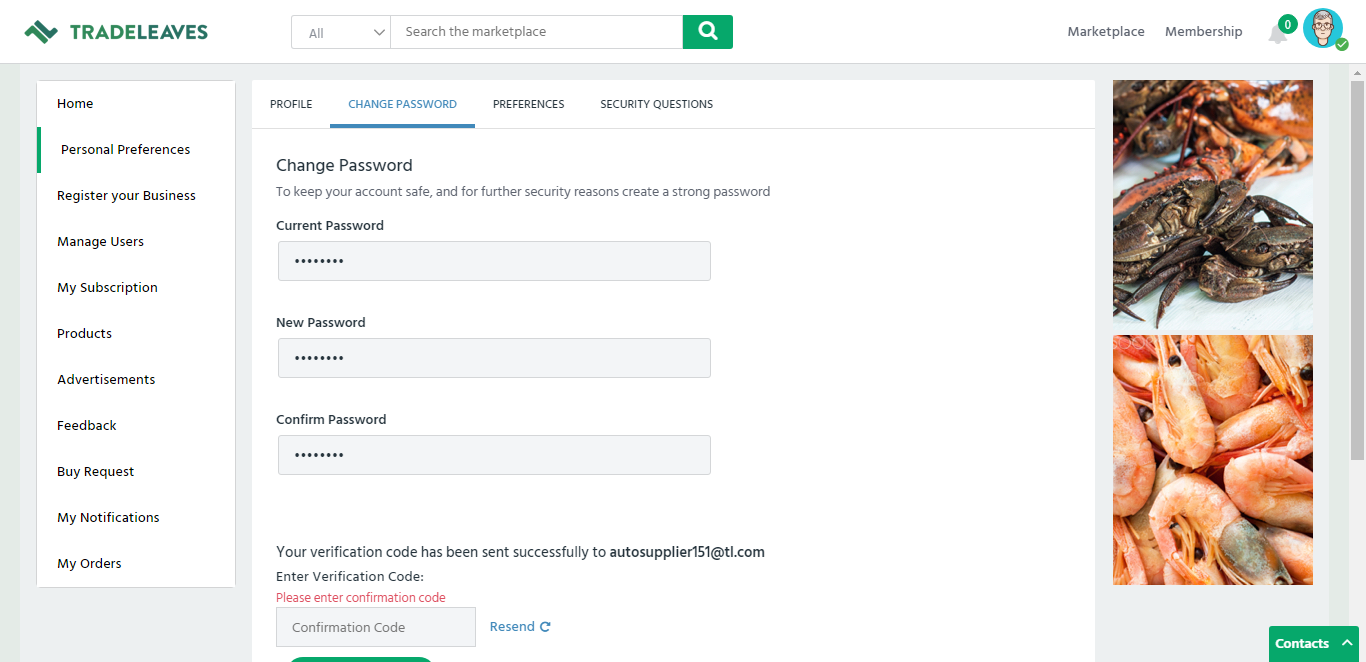 TRADELEAVES
All
Search the marketplace
Marketplace
Membership
0
Home
Personal Preferences
Register your Business
Manage Users
My Subscription
Products
Advertisements
Feedback
Buy Request
My Notifications
My Orders
PROFILE
CHANGE PASSWORD
PREFERENCES
SECURITY QUESTIONS
Change Password
To keep your account safe, and for further security reasons create a strong password
Current Password
••••••••
New Password
••••••••
Confirm Password
••••••••
Your verification code has been sent successfully to autosupplier151@tl.com
Enter Verification Code:
Please enter confirmation code
Confirmation Code
Resend
Contacts